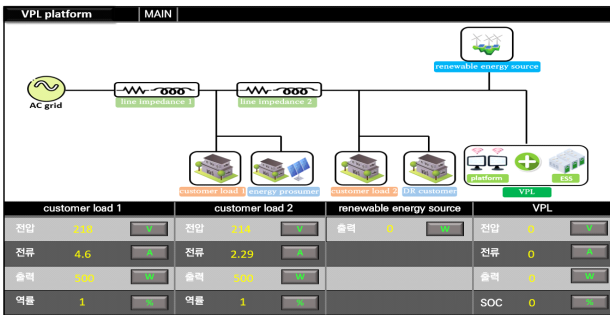 VPL platform MAIN
renewable energy source
AC grid
line impedance 1
line impedance 2
customer load 1
energy prosumer
customer load 2
DR customer
platform
ESS
VPL
customer load 1 customer load 2 renewable energy source VPL
전압 218 V 전압 214 V 출력 0 W 전압 0 V
전류 4.6 A 전류 2.29 A 전류 0 A
출력 500 W 출력 500 W 출력 0 W
역률 1 % 역률 1 % SOC 0 %